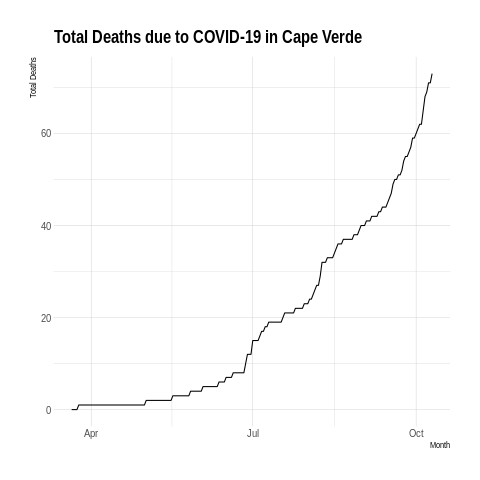 Total Deaths due to COVID-19 in Cape Verde
Total Deaths
60
40
20
0
Apr
Jul
Oct
Month